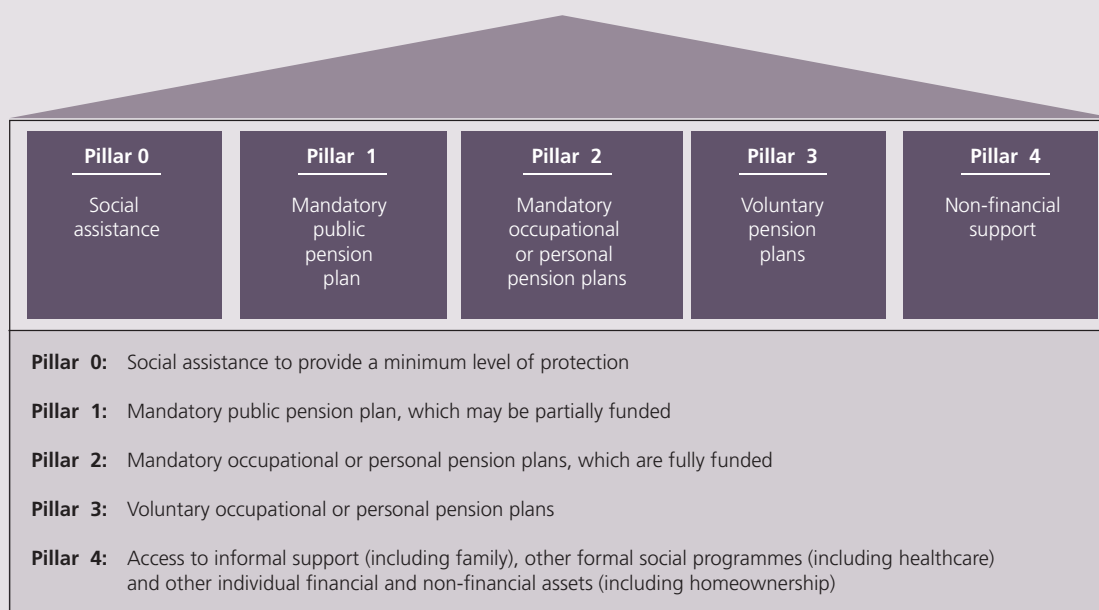 Pillar 0
Social
assistance
Pillar 1
Mandatory
public
pension
plan
Pillar 2
Mandatory
occupational
or personal
pension plans
Pillar 3
Voluntary
pension
plans
Pillar 4
Non-financial
support
Pillar 0: Social assistance to provide a minimum level of protection
Pillar 1: Mandatory public pension plan, which may be partially funded
Pillar 2: Mandatory occupational or personal pension plans, which are fully funded
Pillar 3: Voluntary occupational or personal pension plans
Pillar 4: Access to informal support (including family), other formal social programmes (including healthcare)
and other individual financial and non-financial assets (including homeownership)